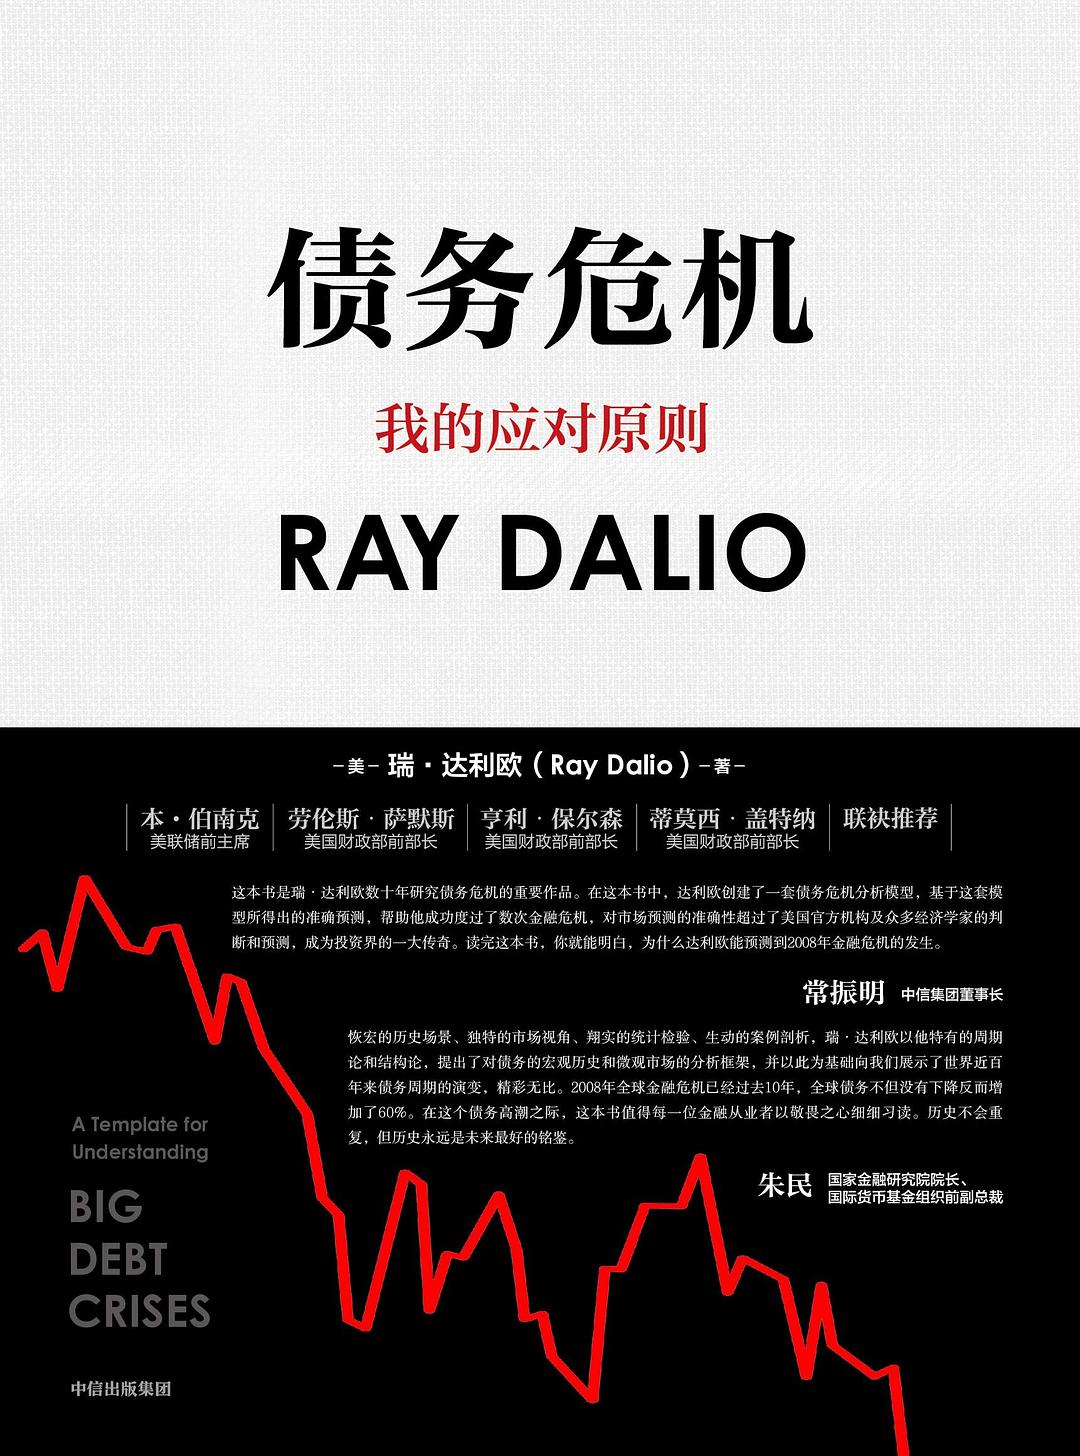 债务危机
我的应对原则
RAY DALIO
－美－ 瑞·达利欧（Ray Dalio）－著－
本·伯南克 劳伦斯·萨默斯 亨利·保尔森 蒂莫西·盖特纳 联袂推荐
美联储前主席 美国财政部前部长 美国财政部前部长 美国财政部前部长
这本书是瑞·达利欧数十年研究债务危机的重要作品。在这本书中，达利欧创建了一套债务危机分析模型，基于这套模
型所得出的准确预测，帮助他成功度过了数次金融危机，对市场预测的准确性超过了美国官方机构及众多经济学家的判
断和预测，成为投资界的一大传奇。读完这本书，你就能明白，为什么达利欧能预测到2008年金融危机的发生。
常振明 中信集团董事长
恢宏的历史场景、独特的市场视角、翔实的统计检验、生动的案例剖析，瑞·达利欧以他特有的周期
论和结构论，提出了对债务的宏观历史和微观市场的分析框架，并以此为基础向我们展示了世界近百
年来债务周期的演变，精彩无比。2008年全球金融危机已经过去10年，全球债务不但没有下降反而增
加了60%。在这个债务高潮之际，这本书值得每一位金融从业者以敬畏之心细细习读。历史不会重
复，但历史永远是未来最好的铭鉴。
朱民 国家金融研究院院长、
国际货币基金组织前副总裁
A Template for
Understanding
BIG
DEBT
CRISES
中信出版集团